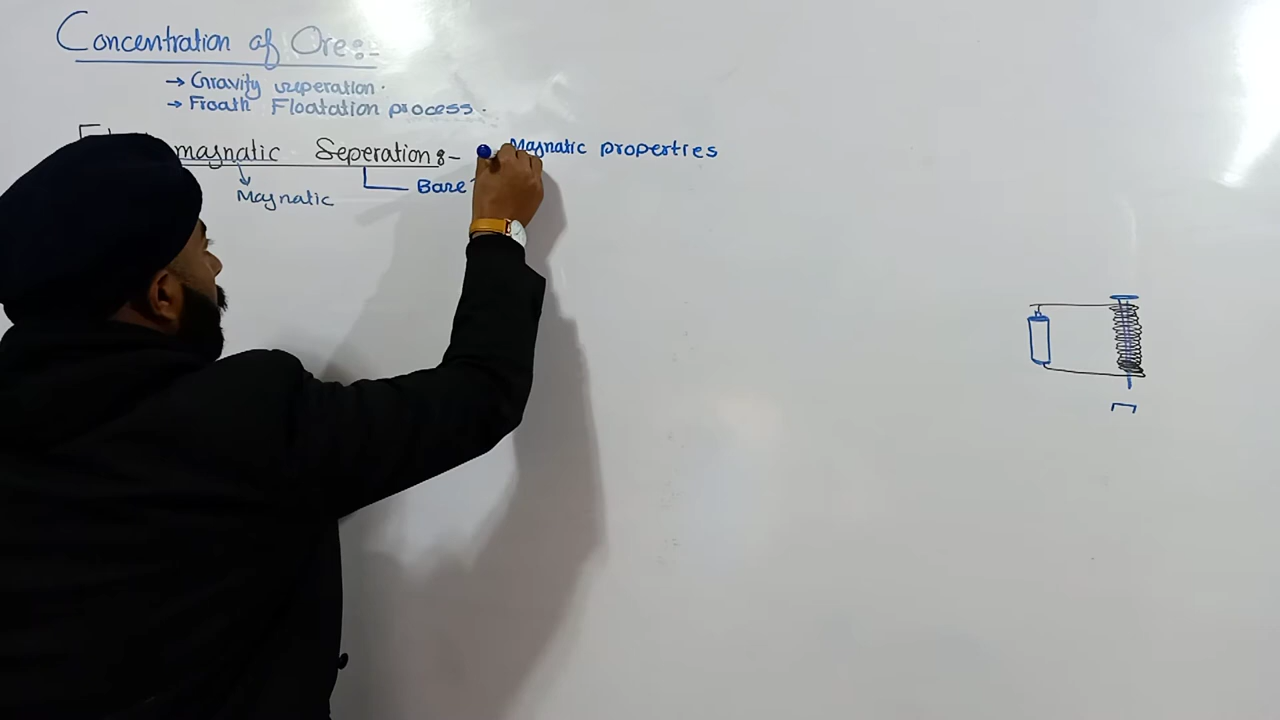 Concentration of Ore:-
→ Gravity seperation.
→ Froath Floatation process.
magnatic Seperation :- Magnatic properties
Magnatic
Bare